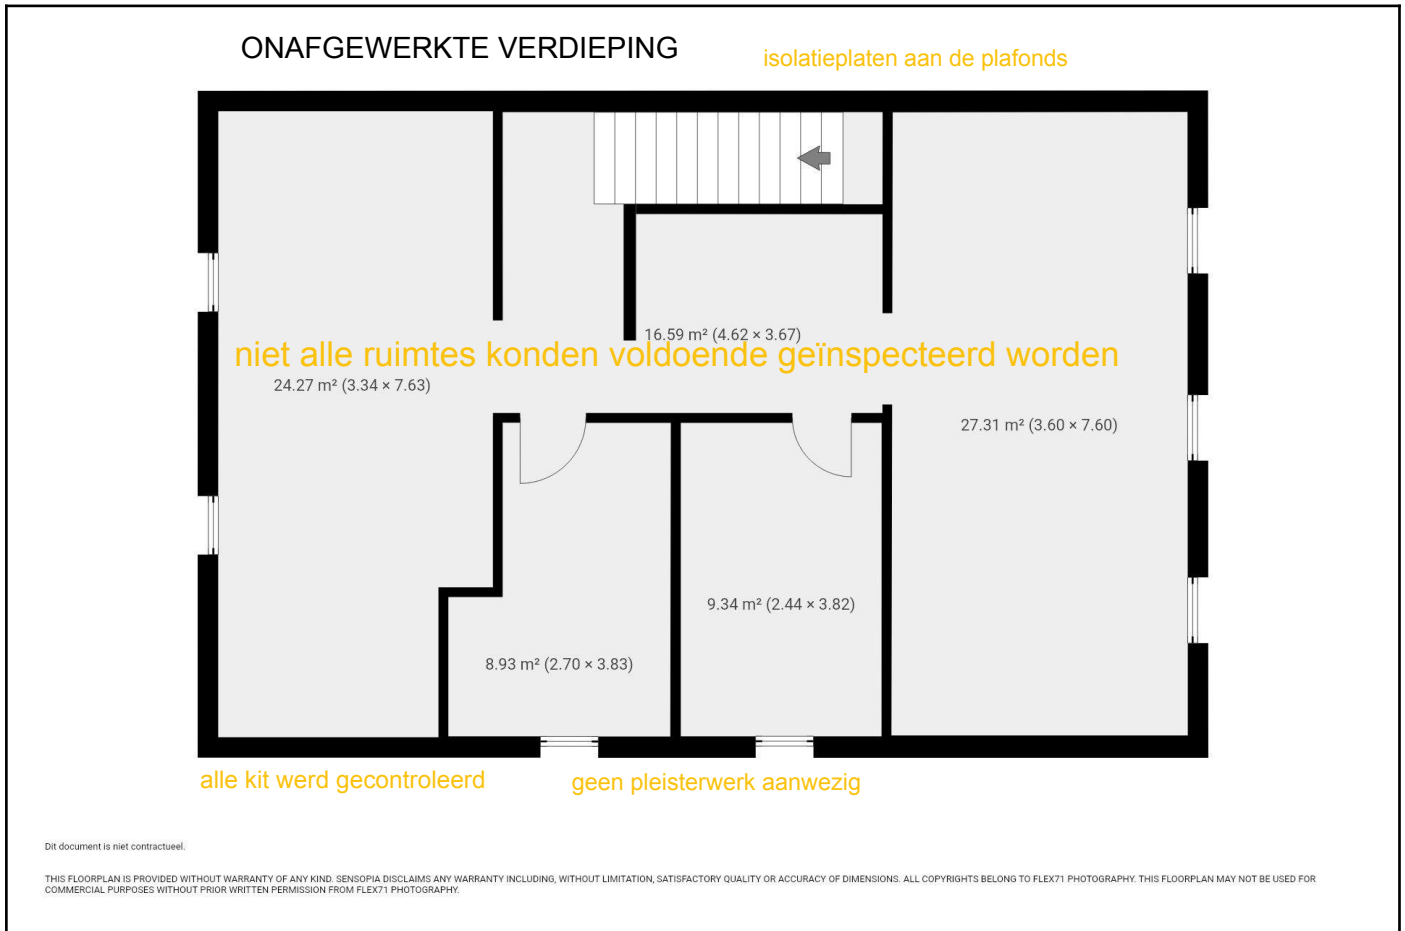 ONAFGEWERKTE VERDIEPING
isolatieplaten aan de plafonds
16.59 m² (4.62 × 3.67)
niet alle ruimtes konden voldoende geïnspecteerd worden
24.27 m² (3.34 × 7.63)
27.31 m² (3.60 × 7.60)
9.34 m² (2.44 × 3.82)
8.93 m² (2.70 × 3.83)
alle kit werd gecontroleerd
geen pleisterwerk aanwezig
Dit document is niet contractueel.
THIS FLOORPLAN IS PROVIDED WITHOUT WARRANTY OF ANY KIND. SENSOPIA DISCLAIMS ANY WARRANTY INCLUDING, WITHOUT LIMITATION, SATISFACTORY QUALITY OR ACCURACY OF DIMENSIONS. ALL COPYRIGHTS BELONG TO FLEX71 PHOTOGRAPHY. THIS FLOORPLAN MAY NOT BE USED FOR
COMMERCIAL PURPOSES WITHOUT PRIOR WRITTEN PERMISSION FROM FLEX71 PHOTOGRAPHY.